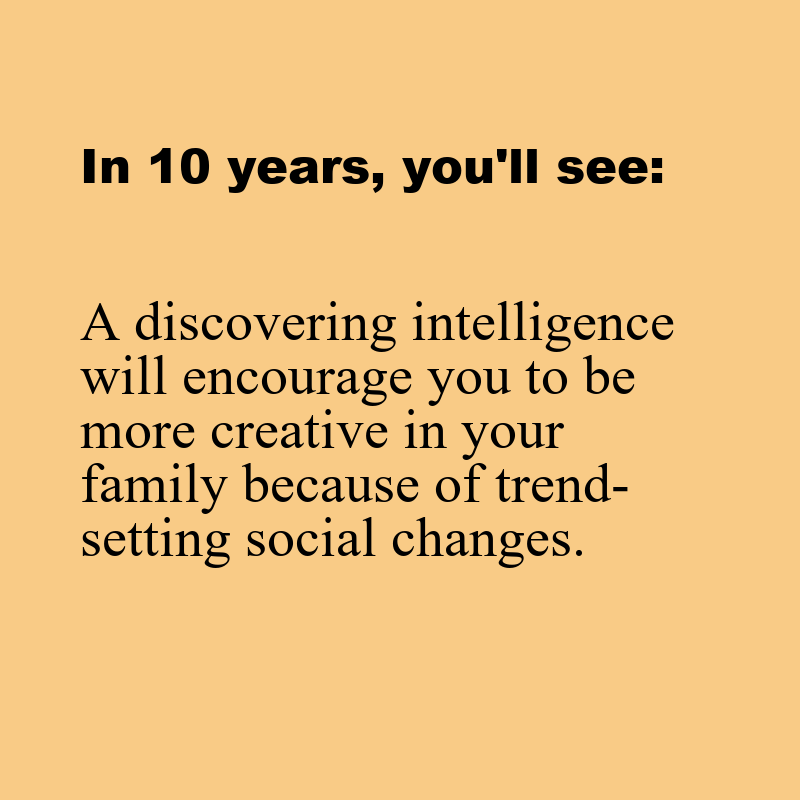 In 10 years, you'll see:
A discovering intelligence
will encourage you to be
more creative in your
family because of trend-
setting social changes.